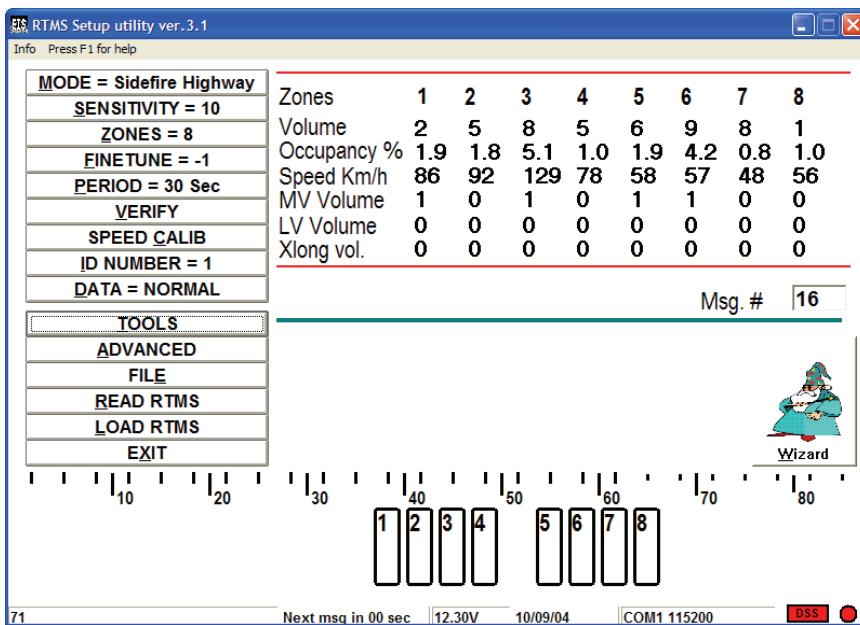 RTMS Setup utility ver.3.1
Info Press F1 for help
MODE = Sidefire Highway
SENSITIVITY = 10
ZONES = 8
FINETUNE = -1
PERIOD = 30 Sec
VERIFY
SPEED CALIB
ID NUMBER = 1
DATA = NORMAL
TOOLS
ADVANCED
FILE
READ RTMS
LOAD RTMS
EXIT
Zones 1 2 3 4 5 6 7 8
Volume 2 5 8 5 6 9 8 1
Occupancy % 1.9 1.8 5.1 1.0 1.9 4.2 0.8 1.0
Speed Km/h 86 92 129 78 58 57 48 56
MV Volume 1 0 1 0 1 1 0 0
LV Volume 0 0 0 0 0 0 0 0
Xlong vol. 0 0 0 0 0 0 0 0
Msg. # 16
Wizard
10 20 30 40 50 60 70 80
1 2 3 4 5 6 7 8
71 Next msg in 00 sec 12.30V 10/09/04 COM1 115200 DSS